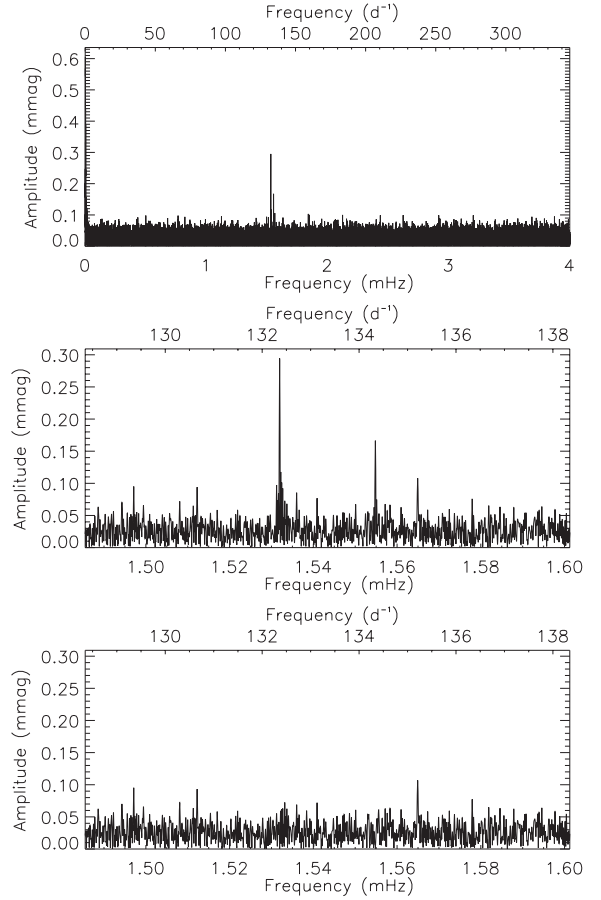 Frequency (d⁻¹)
0 50 100 150 200 250 300
Amplitude (mmag)
0.6
0.5
0.4
0.3
0.2
0.1
0.0
0 1 2 3 4
Frequency (mHz)
Frequency (d⁻¹)
130 132 134 136 138
Amplitude (mmag)
0.30
0.25
0.20
0.15
0.10
0.05
0.00
1.50 1.52 1.54 1.56 1.58 1.60
Frequency (mHz)
Frequency (d⁻¹)
130 132 134 136 138
Amplitude (mmag)
0.30
0.25
0.20
0.15
0.10
0.05
0.00
1.50 1.52 1.54 1.56 1.58 1.60
Frequency (mHz)